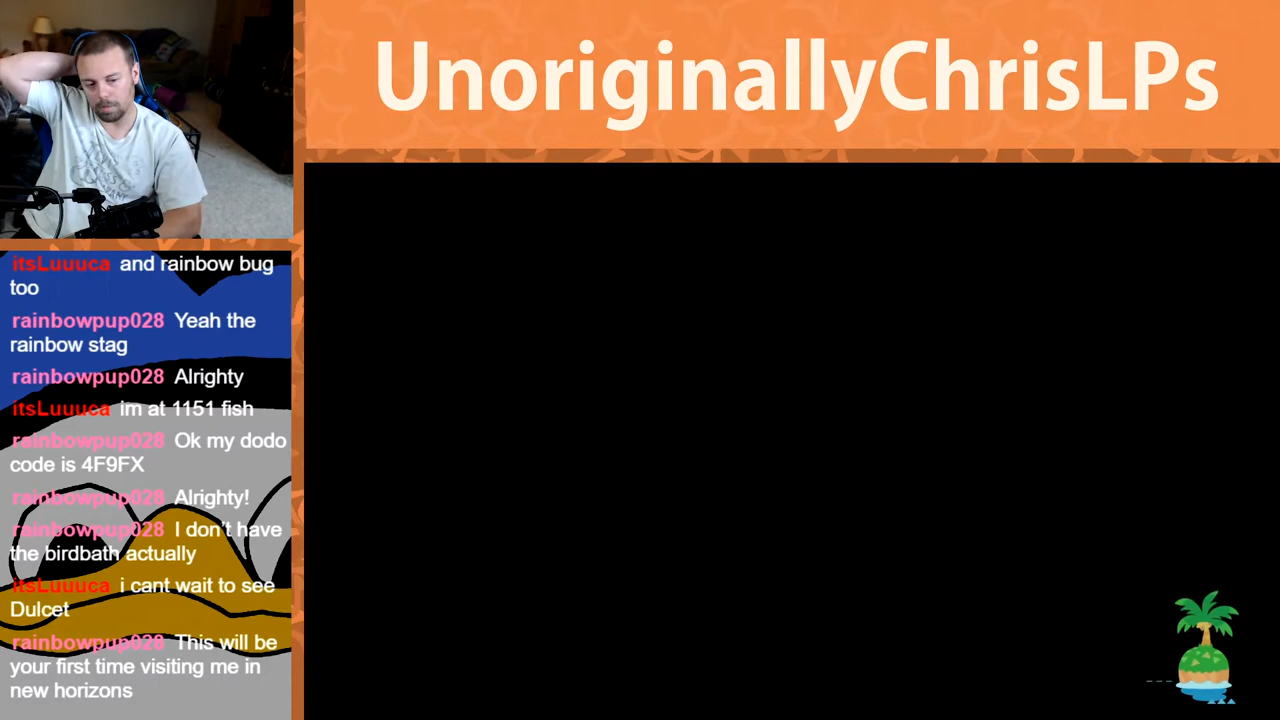 UnoriginallyChrisLPs
itsLuuuca and rainbow bug
too
rainbowpup028 Yeah the
rainbow stag
rainbowpup028 Alrighty
itsLuuuca im at 1151 fish
rainbowpup028 Ok my dodo
code is 4F9FX
rainbowpup028 Alrighty!
rainbowpup028 I don't have
the birdbath actually
itsLuuuca i cant wait to see
Dulcet
rainbowpup028 This will be
your first time visiting me in
new horizons